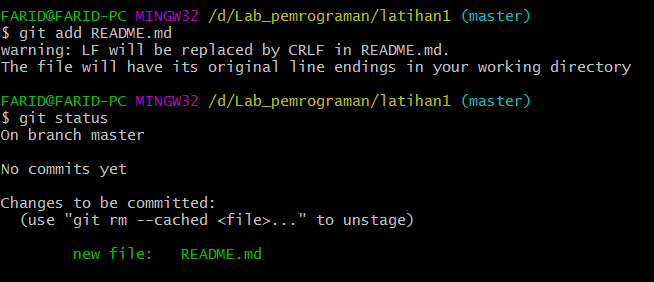 FARID@FARID-PC MINGW32 /d/Lab_pemrograman/latihan1 (master)
$ git add README.md
warning: LF will be replaced by CRLF in README.md.
The file will have its original line endings in your working directory

FARID@FARID-PC MINGW32 /d/Lab_pemrograman/latihan1 (master)
$ git status
On branch master

No commits yet

Changes to be committed:
  (use "git rm --cached <file>..." to unstage)

        new file:   README.md